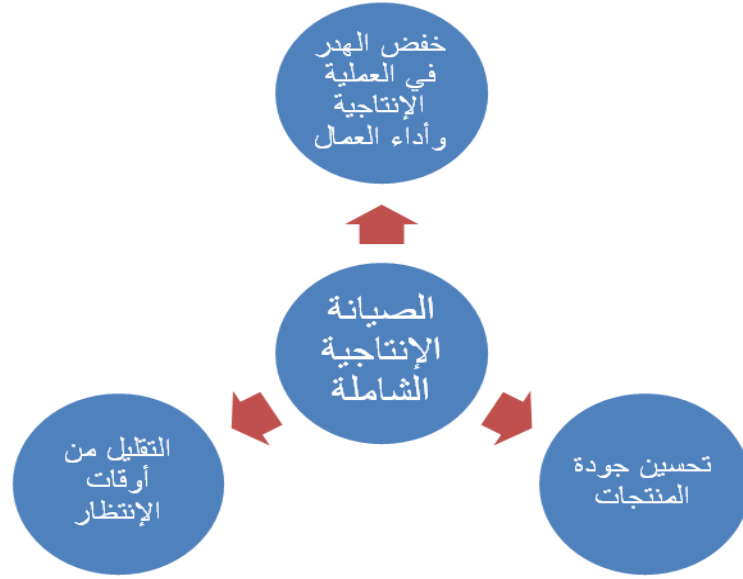 خفض الهدر
في العملية
الإنتاجية
وأداء العمال
الصيانة
الإنتاجية
الشاملة
تحسين جودة
المنتجات
التقليل من
أوقات
الإنتظار